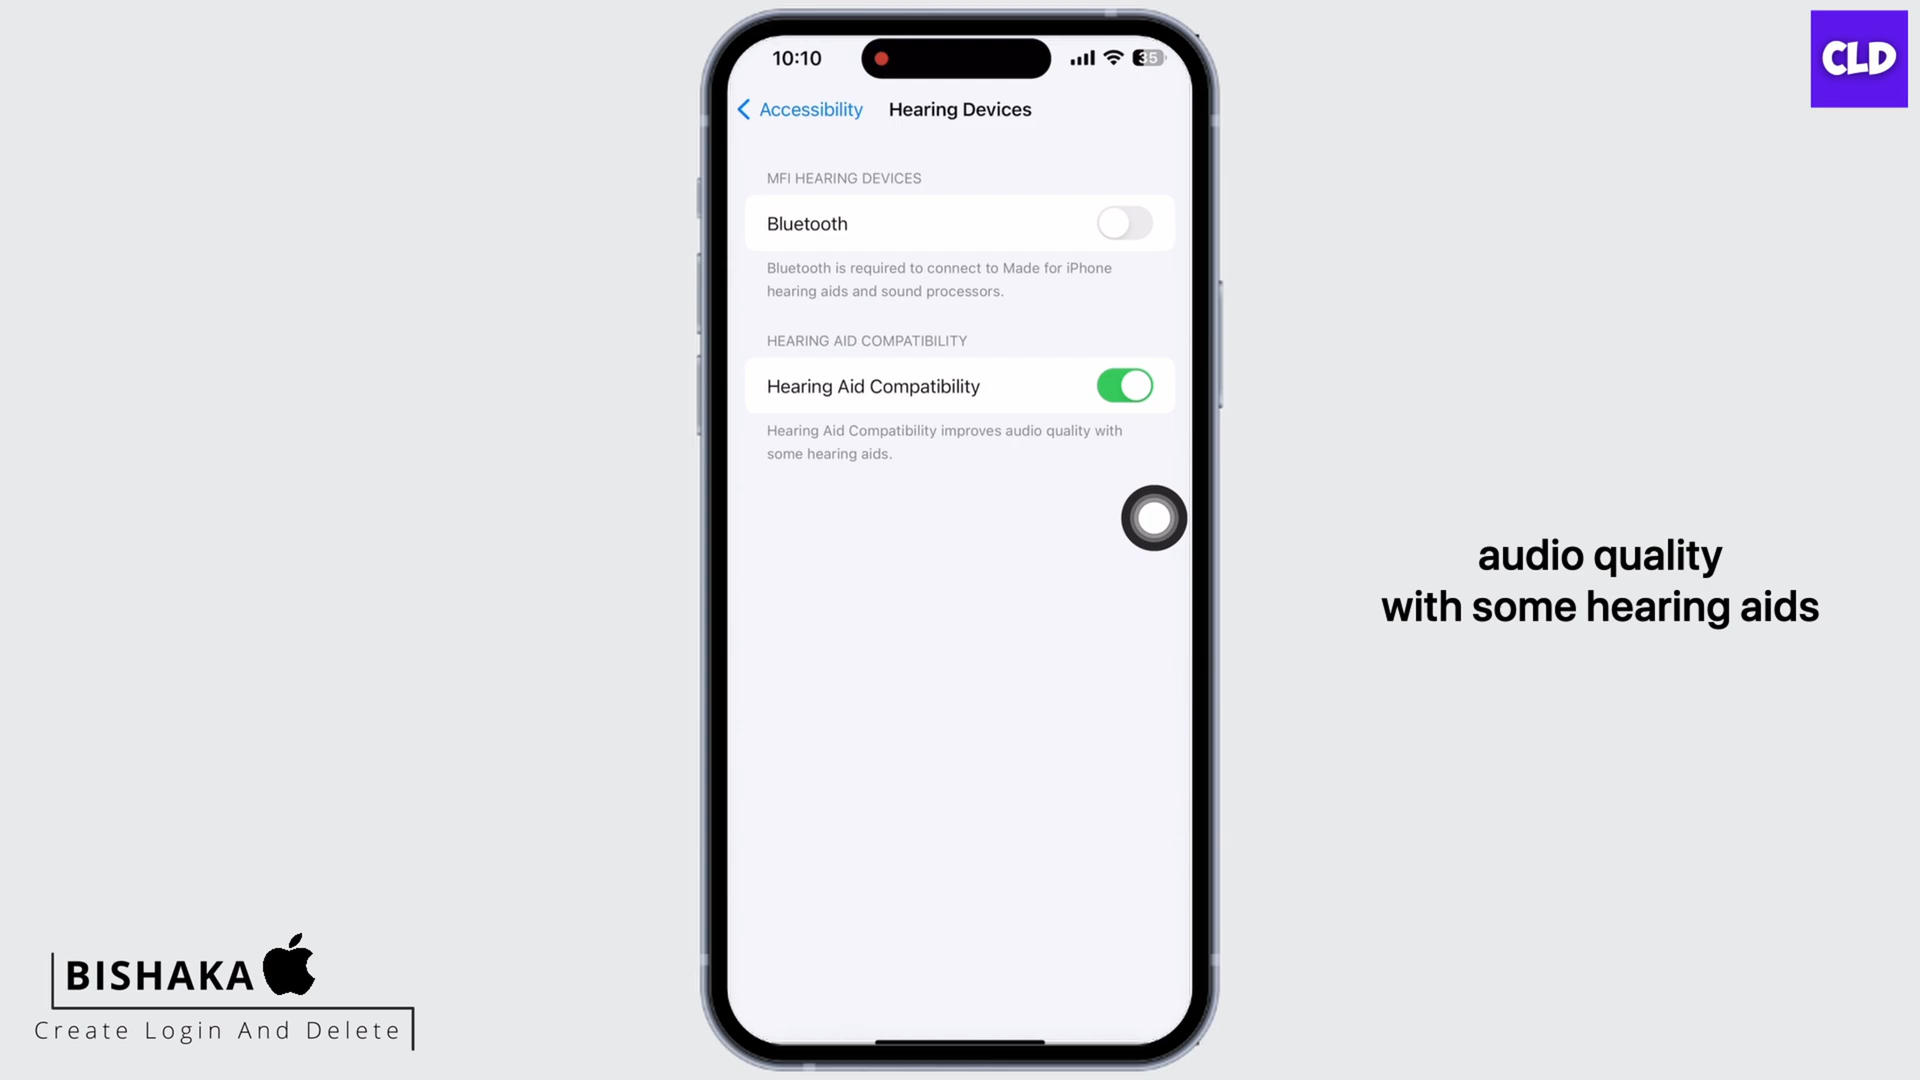 10:10
35
CLD
Accessibility
Hearing Devices
MFI HEARING DEVICES
Bluetooth
Bluetooth is required to connect to Made for iPhone
hearing aids and sound processors.
HEARING AID COMPATIBILITY
Hearing Aid Compatibility
Hearing Aid Compatibility improves audio quality with
some hearing aids.
audio quality
with some hearing aids
BISHAKA
Create Login And Delete